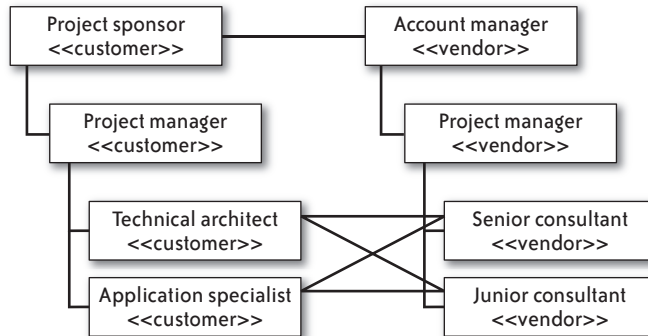 Project sponsor
<<customer>>
Account manager
<<vendor>>
Project manager
<<customer>>
Project manager
<<vendor>>
Technical architect
<<customer>>
Senior consultant
<<vendor>>
Application specialist
<<customer>>
Junior consultant
<<vendor>>